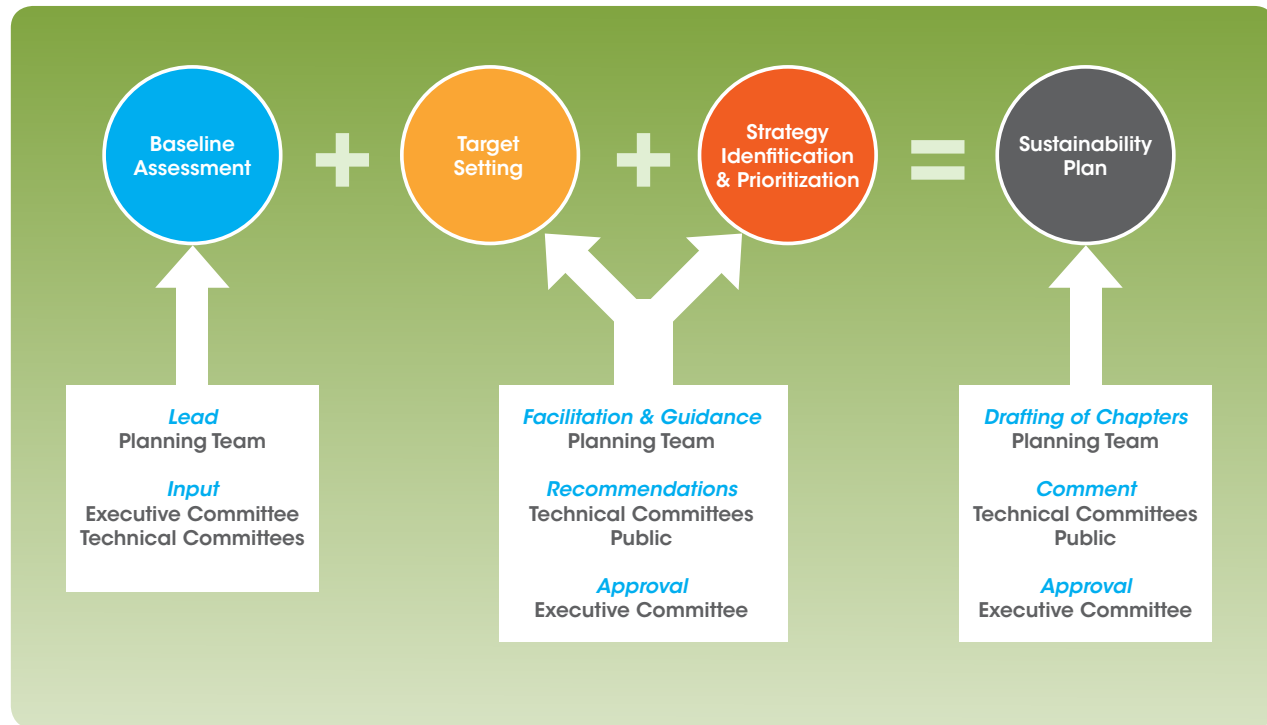 Baseline
Assessment
+
Target
Setting
+
Strategy
Idenfitication
& Prioritization
=
Sustainability
Plan
Lead
Planning Team
Input
Executive Committee
Technical Committees
Facilitation & Guidance
Planning Team
Recommendations
Technical Committees
Public
Approval
Executive Committee
Drafting of Chapters
Planning Team
Comment
Technical Committees
Public
Approval
Executive Committee